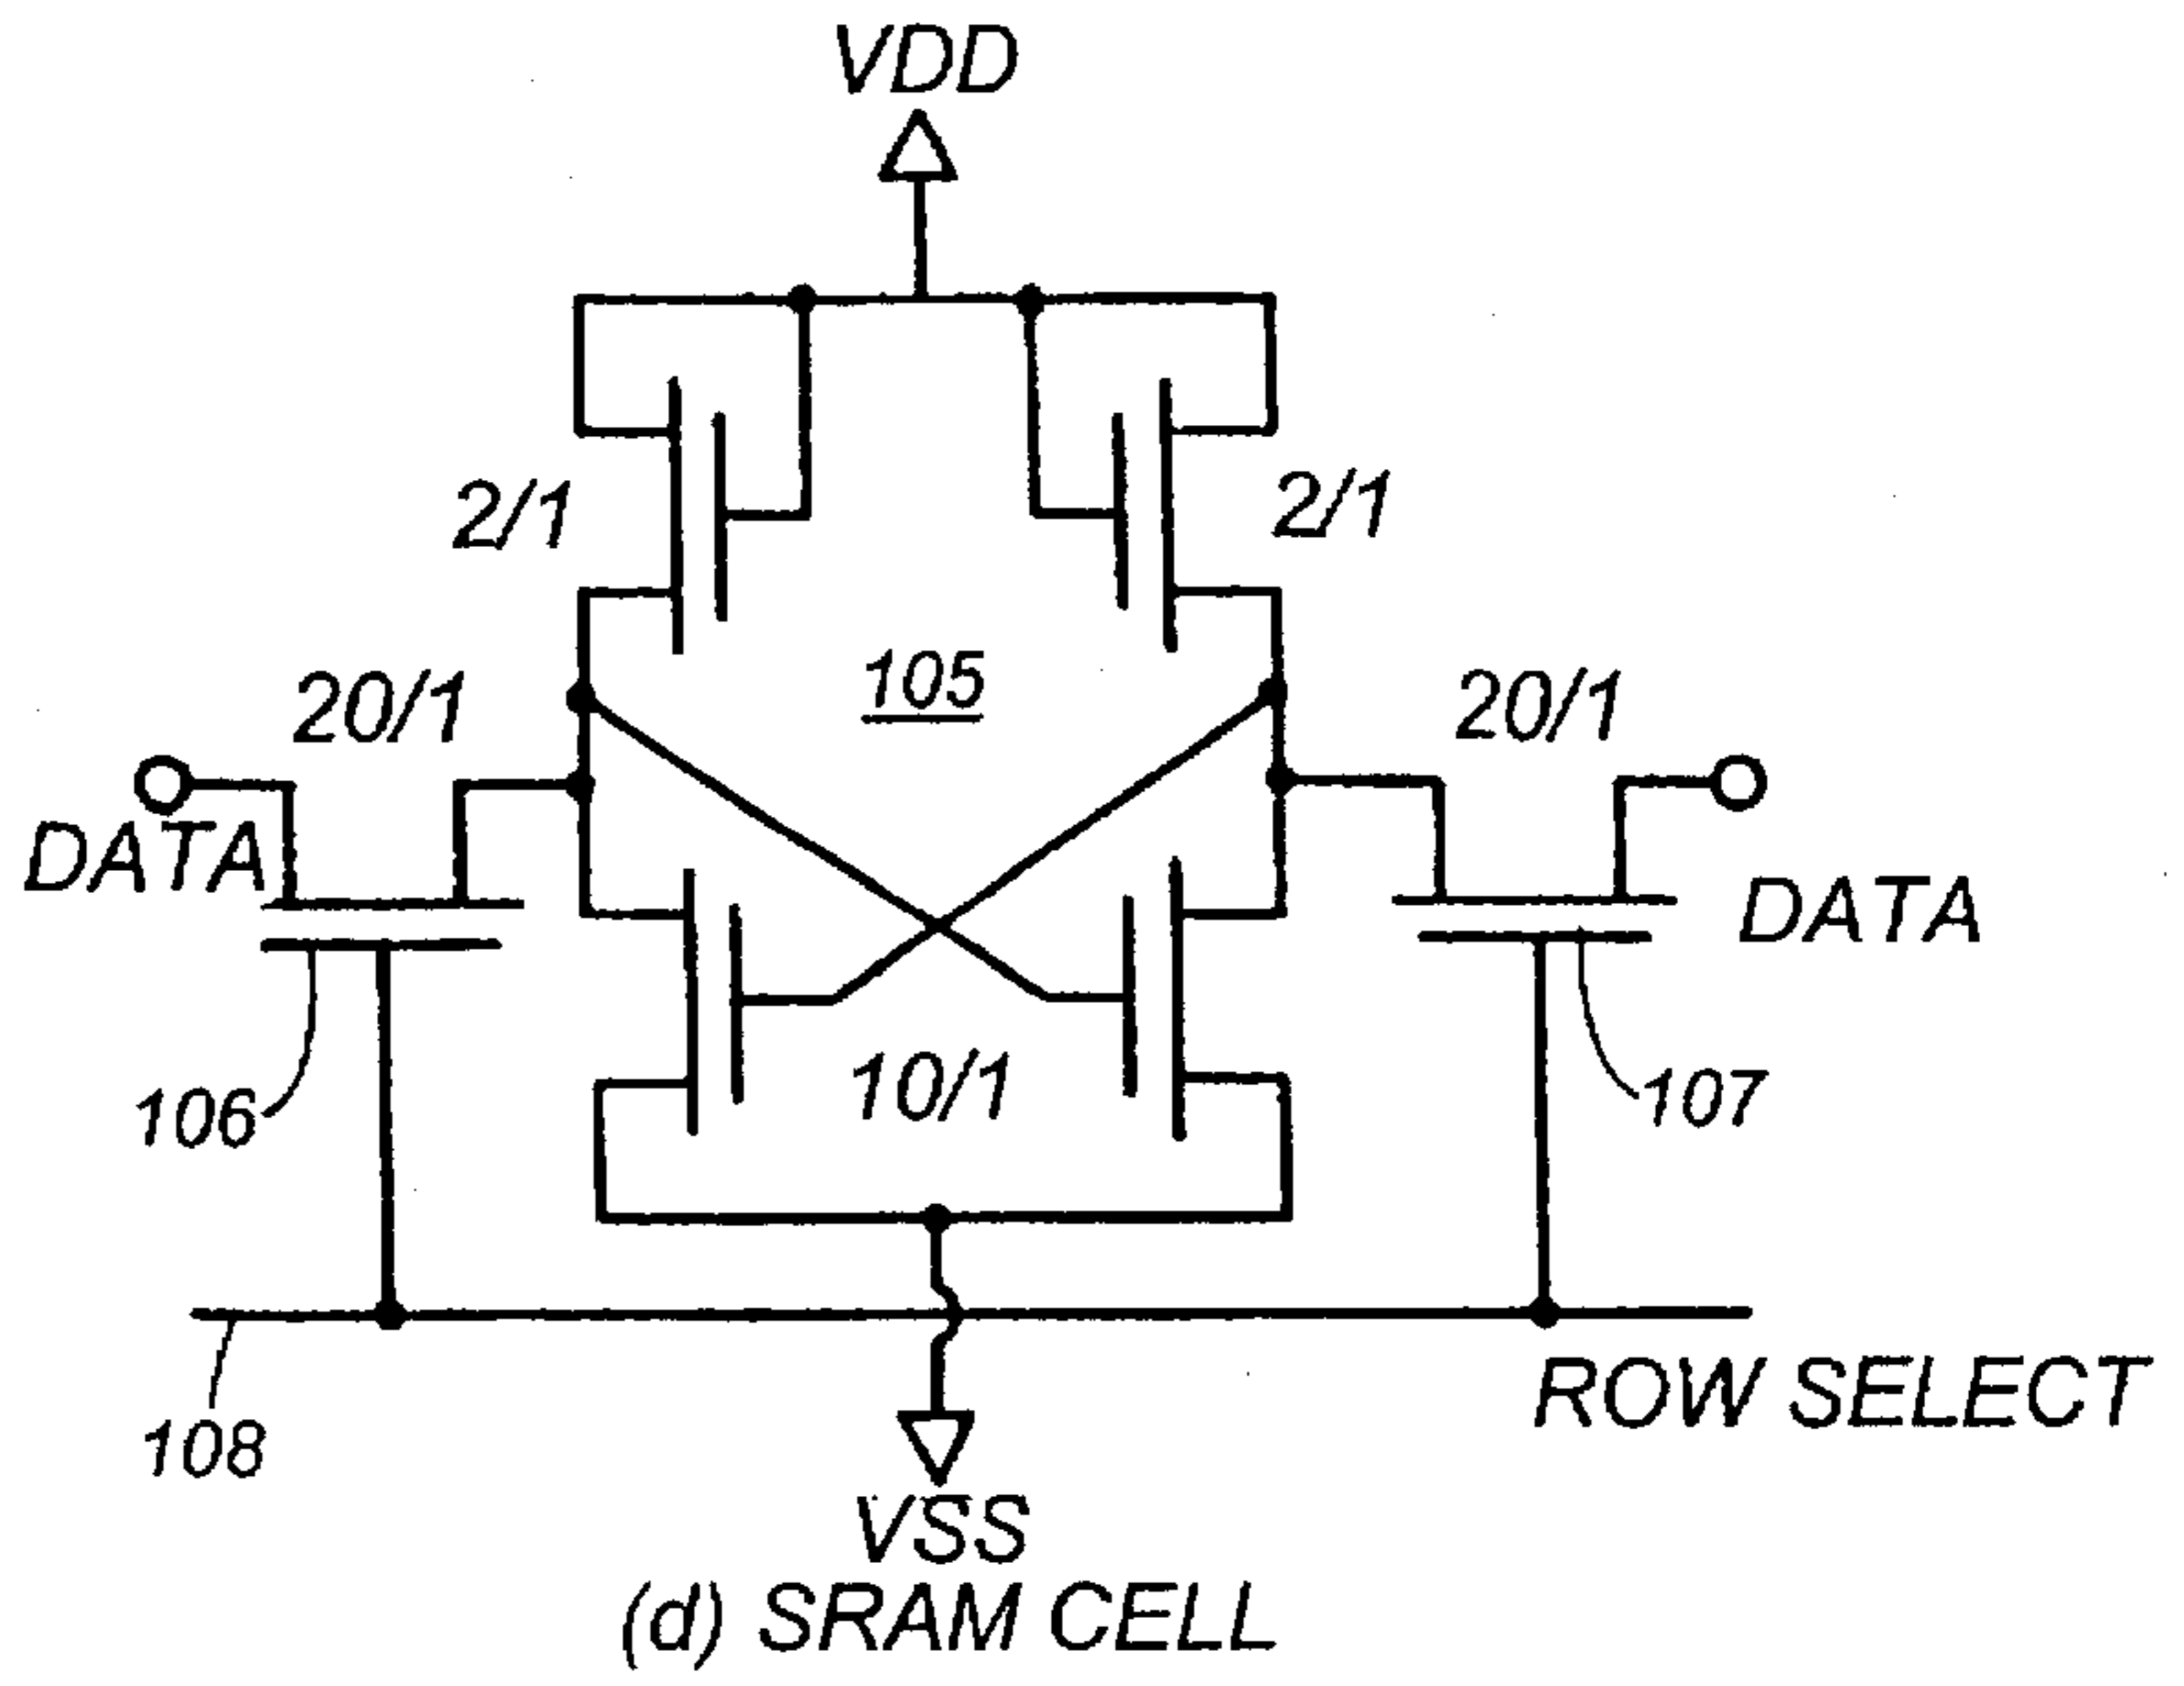 VDD
2/1
2/1
105
20/1
20/1
DATA
DATA
10/1
106
107
ROW SELECT
108
VSS
(d) SRAM CELL